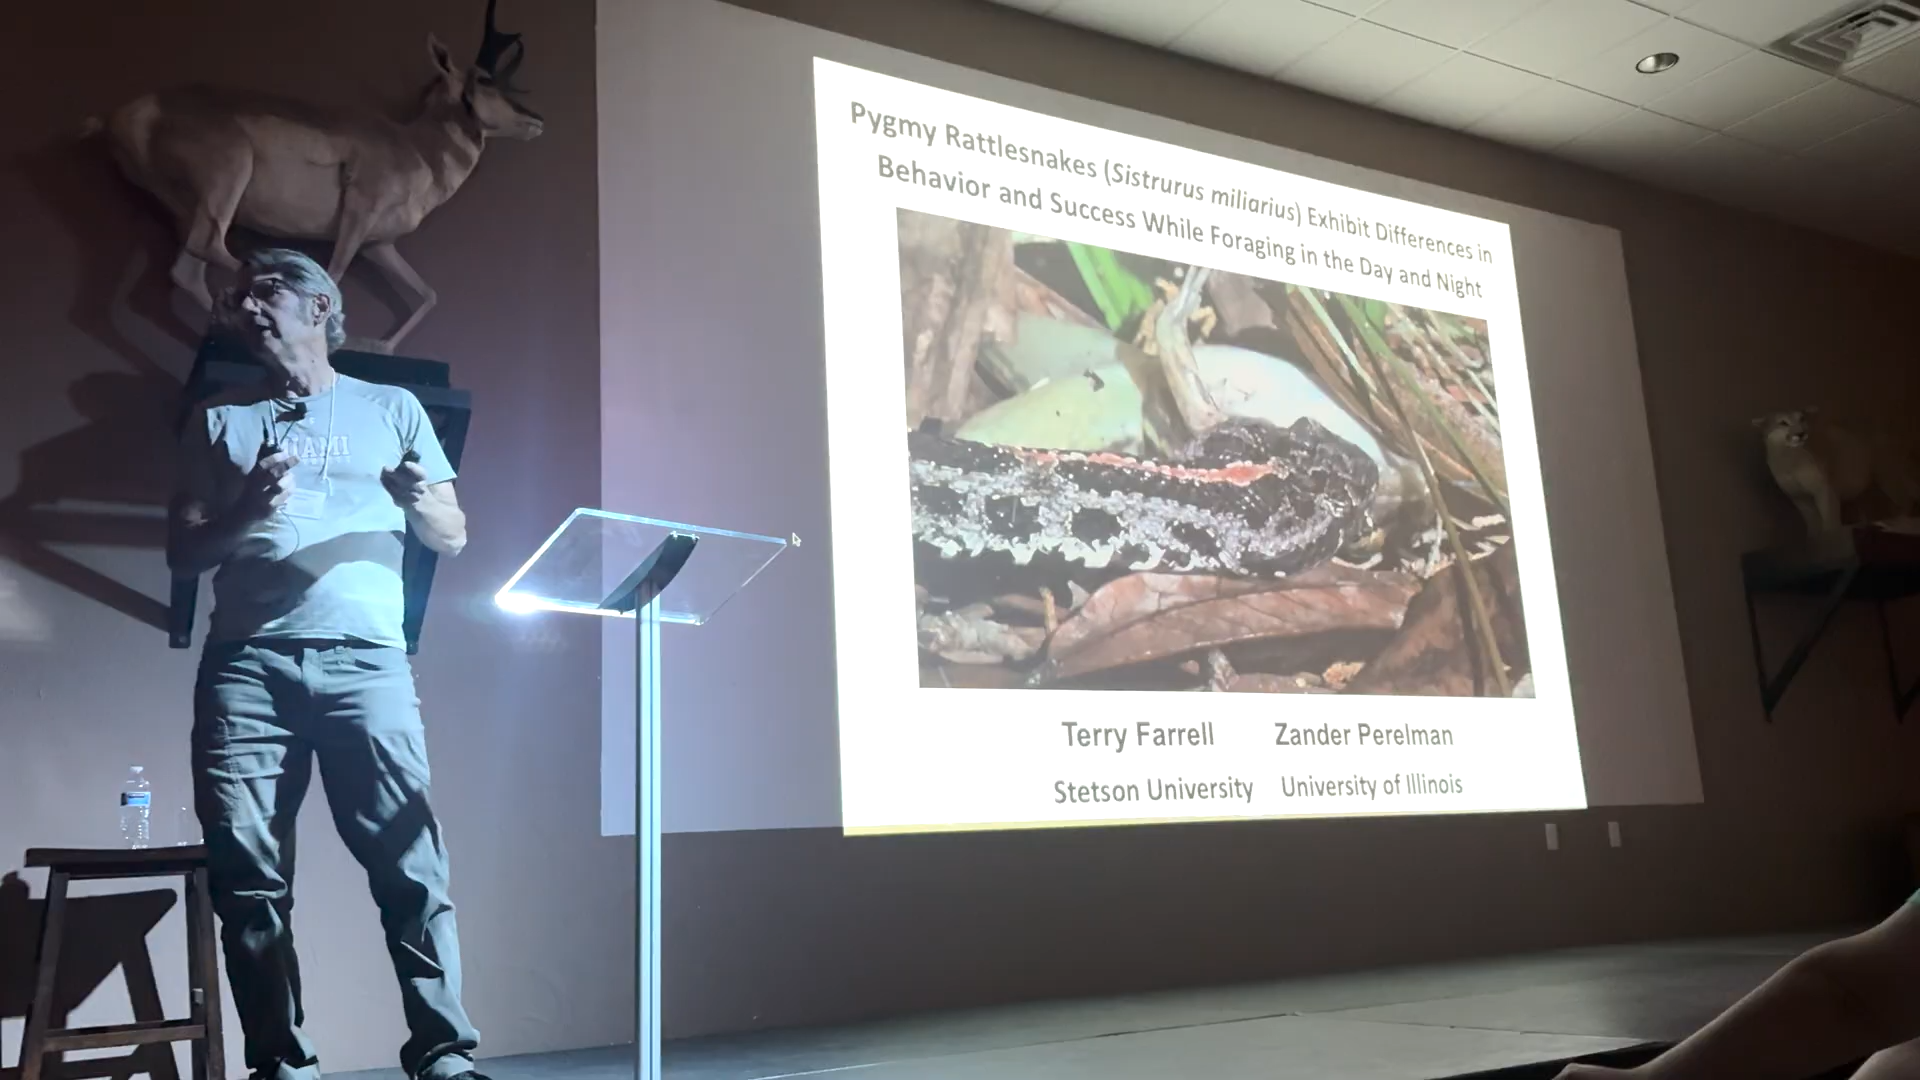 Pygmy Rattlesnakes (Sistrurus miliarius) Exhibit Differences in
Behavior and Success While Foraging in the Day and Night
Terry Farrell Zander Perelman
Stetson University University of Illinois